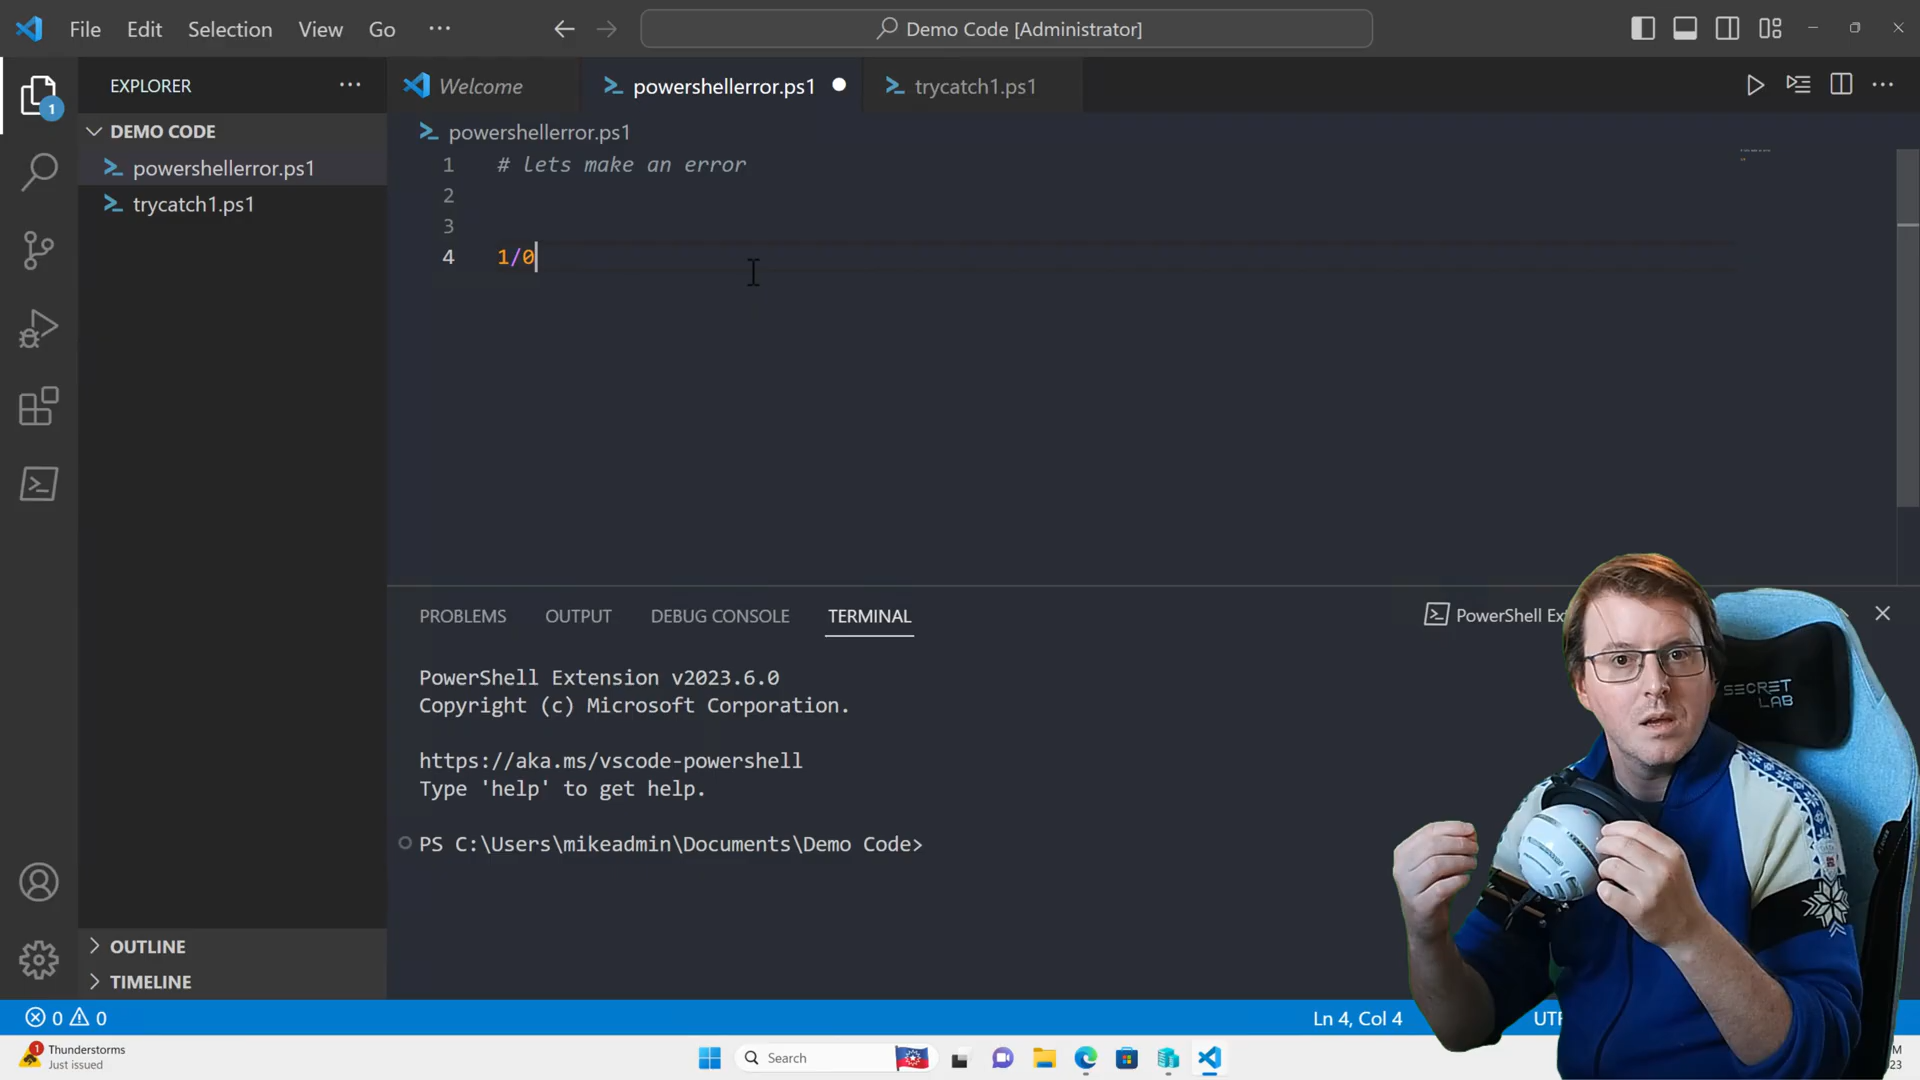 File Edit Selection View Go ···
Demo Code [Administrator]
EXPLORER
Welcome
powershellerror.ps1
trycatch1.ps1
1
DEMO CODE
powershellerror.ps1
trycatch1.ps1
powershellerror.ps1
1 # lets make an error
2
3
4 1/0
PROBLEMS OUTPUT DEBUG CONSOLE TERMINAL
PowerShell
PowerShell Extension v2023.6.0
Copyright (c) Microsoft Corporation.
https://aka.ms/vscode-powershell
Type 'help' to get help.
PS C:\Users\mikeadmin\Documents\Demo Code>
SECRET
LAB
OUTLINE
TIMELINE
0 0
Ln 4, Col 4
1
Thunderstorms
Just issued
Search